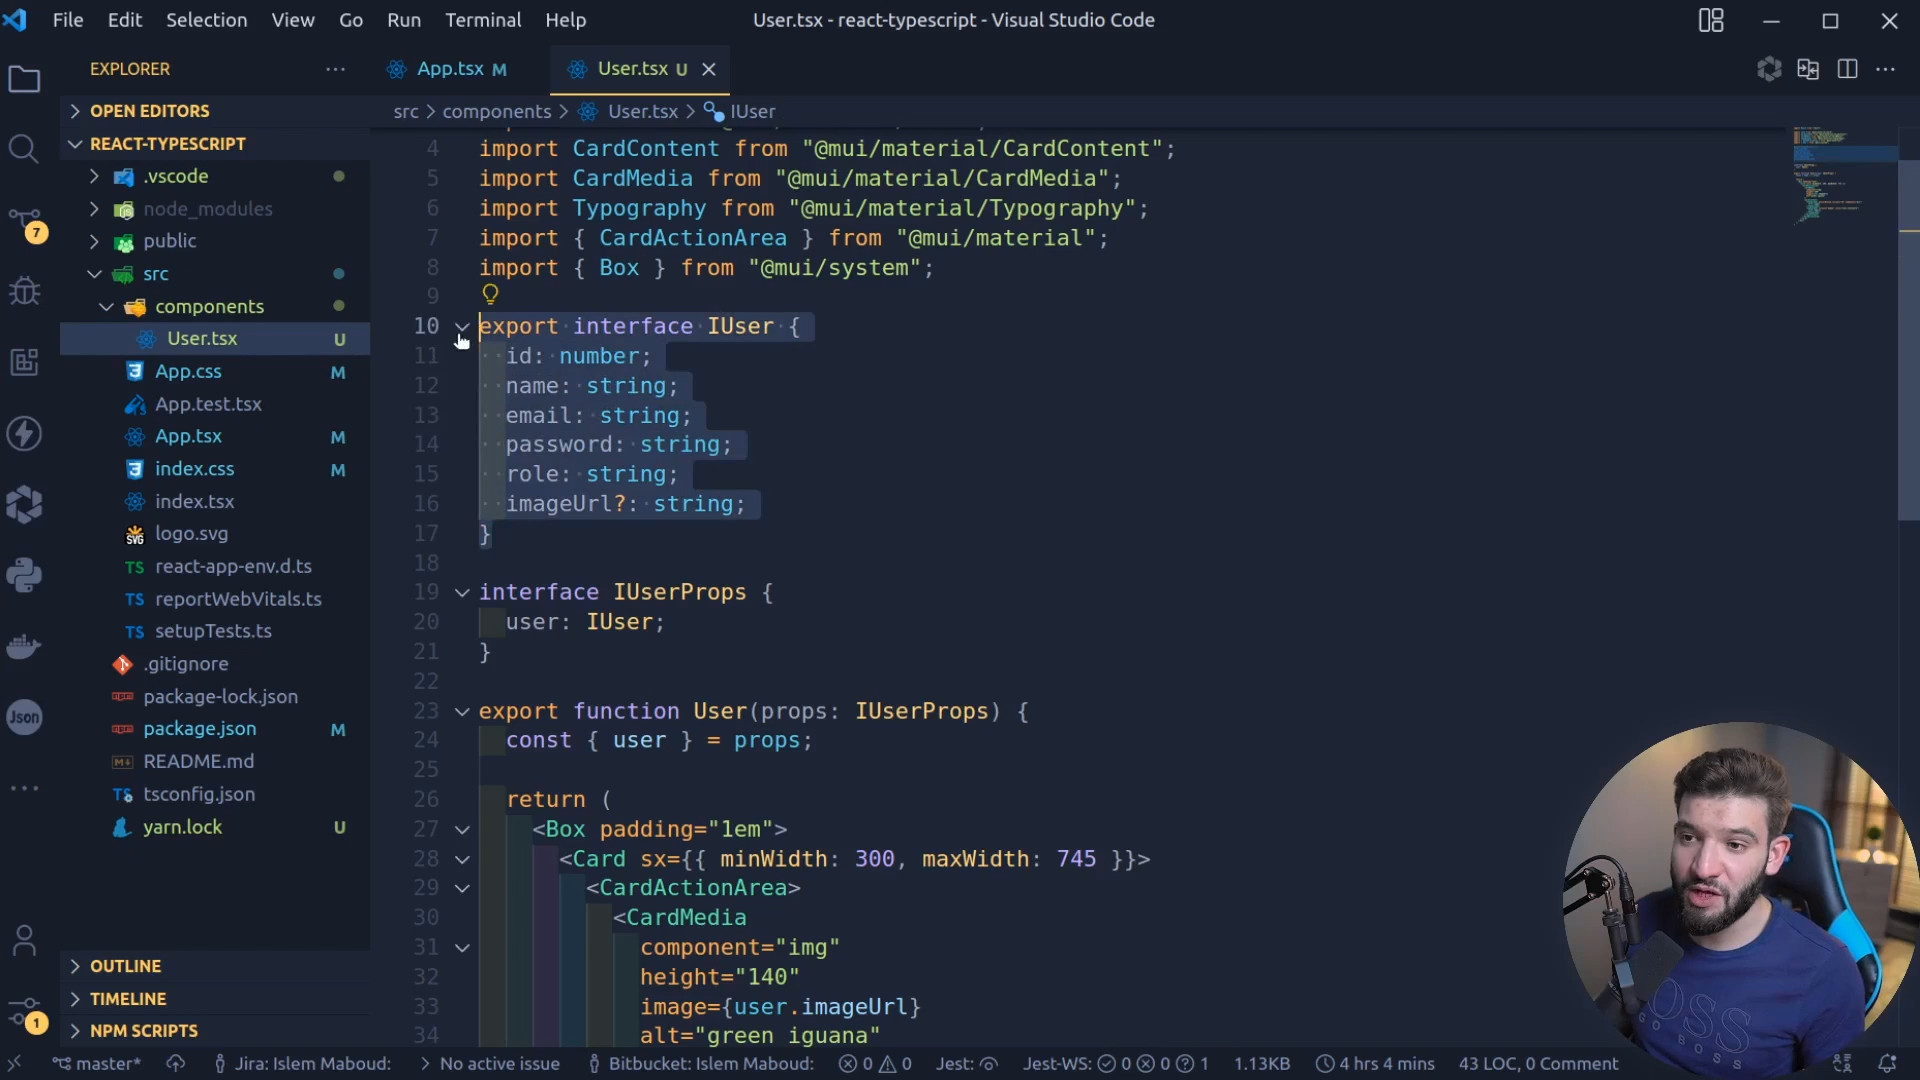 File Edit Selection View Go Run Terminal Help User.tsx - react-typescript - Visual Studio Code
EXPLORER ··· App.tsx M User.tsx U
OPEN EDITORS
src > components > User.tsx > IUser
REACT-TYPESCRIPT
.vscode
node_modules
public
src
components
User.tsx U
App.css M
App.test.tsx
App.tsx M
index.css M
index.tsx
logo.svg
TS react-app-env.d.ts
TS reportWebVitals.ts
TS setupTests.ts
.gitignore
package-lock.json
package.json M
README.md
TS tsconfig.json
yarn.lock U
OUTLINE
TIMELINE
NPM SCRIPTS
7
Json
1
4 import CardContent from "@mui/material/CardContent";
5 import CardMedia from "@mui/material/CardMedia";
6 import Typography from "@mui/material/Typography";
7 import { CardActionArea } from "@mui/material";
8 import { Box } from "@mui/system";
9
10 export interface IUser {
11 id: number;
12 name: string;
13 email: string;
14 password: string;
15 role: string;
16 imageUrl?: string;
17 }
18
19 interface IUserProps {
20 user: IUser;
21 }
22
23 export function User(props: IUserProps) {
24 const { user } = props;
25
26 return (
27 <Box padding="1em">
28 <Card sx={{ minWidth: 300, maxWidth: 745 }}>
29 <CardActionArea>
30 <CardMedia
31 component="img"
32 height="140"
33 image={user.imageUrl}
34 alt="green iguana"
BOSS
HUGO BOSS
master* Jira: Islem Maboud: No active issue Bitbucket: Islem Maboud: 0 0 Jest: Jest-WS: 0 0 1 1.13KB 4 hrs 4 mins 43 LOC, 0 Comment